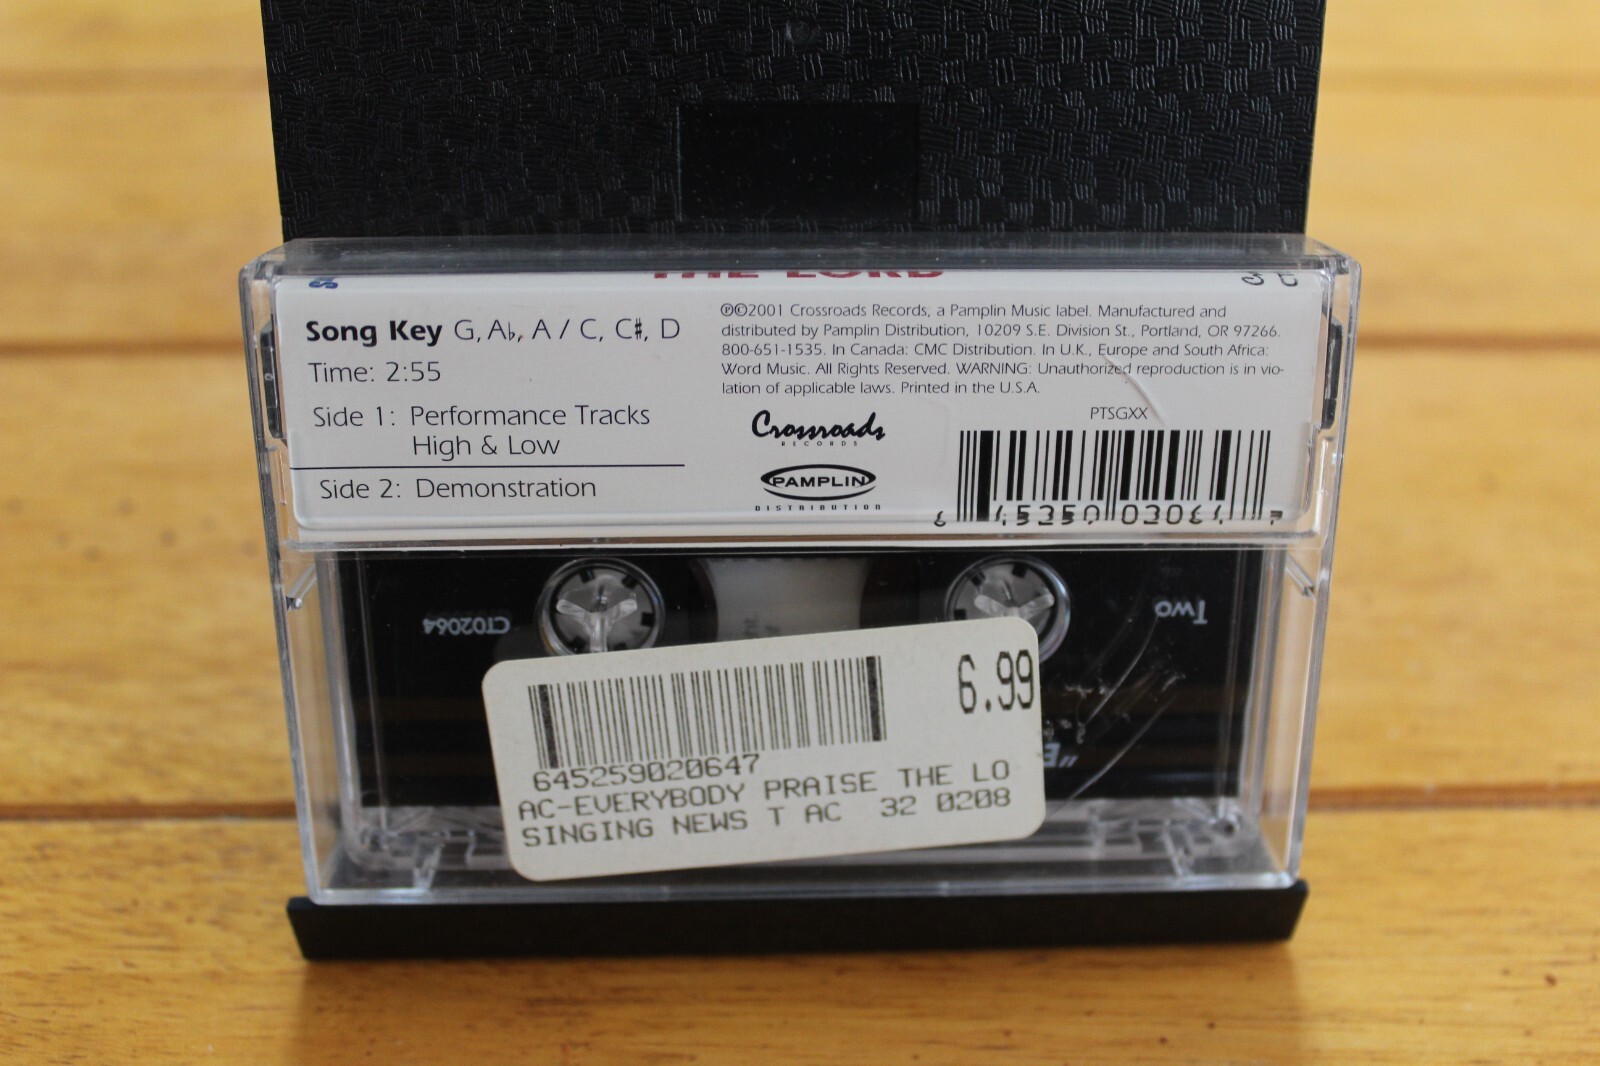 THE LORD
Song Key G, A♭, A / C, C♯, D
Time: 2:55
Side 1: Performance Tracks
High & Low
Side 2: Demonstration
℗©2001 Crossroads Records, a Pamplin Music label. Manufactured and
distributed by Pamplin Distribution, 10209 S.E. Division St., Portland, OR 97266.
800-651-1535. In Canada: CMC Distribution. In U.K., Europe and South Africa:
Word Music. All Rights Reserved. WARNING: Unauthorized reproduction is in vio-
lation of applicable laws. Printed in the U.S.A.
Crossroads
RECORDS
PAMPLIN
DISTRIBUTION
PTSGXX
CT02064
Two
6.99
645259020647
AC-EVERYBODY PRAISE THE LO
SINGING NEWS T AC 32 0208